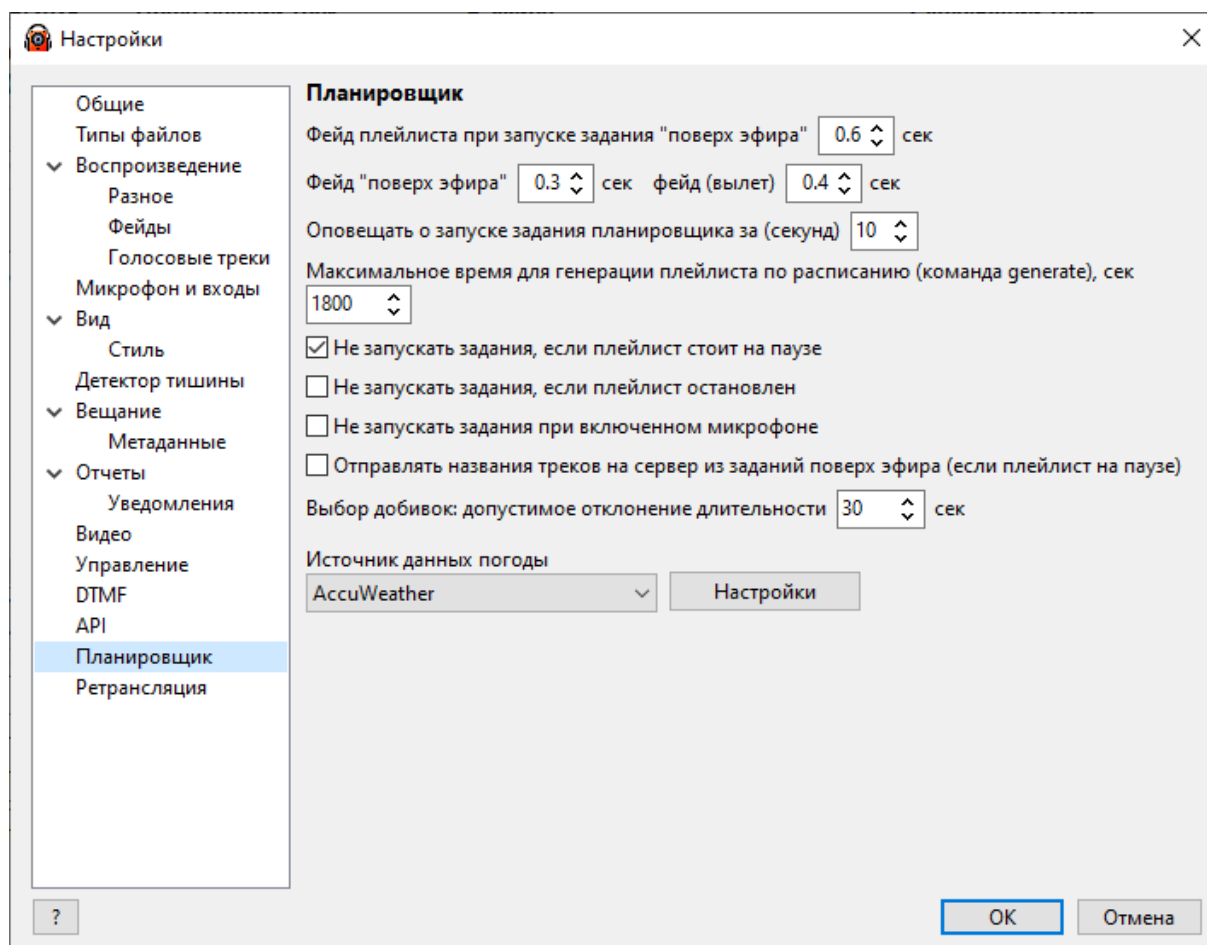 Настройки
Общие
Типы файлов
Воспроизведение
Разное
Фейды
Голосовые треки
Микрофон и входы
Вид
Стиль
Детектор тишины
Вещание
Метаданные
Отчеты
Уведомления
Видео
Управление
DTMF
API
Планировщик
Ретрансляция
Планировщик
Фейд плейлиста при запуске задания "поверх эфира" 0.6 сек
Фейд "поверх эфира" 0.3 сек фейд (вылет) 0.4 сек
Оповещать о запуске задания планировщика за (секунд) 10
Максимальное время для генерации плейлиста по расписанию (команда generate), сек
1800
Не запускать задания, если плейлист стоит на паузе
Не запускать задания, если плейлист остановлен
Не запускать задания при включенном микрофоне
Отправлять названия треков на сервер из заданий поверх эфира (если плейлист на паузе)
Выбор добивок: допустимое отклонение длительности 30 сек
Источник данных погоды
AccuWeather Настройки
? OK Отмена